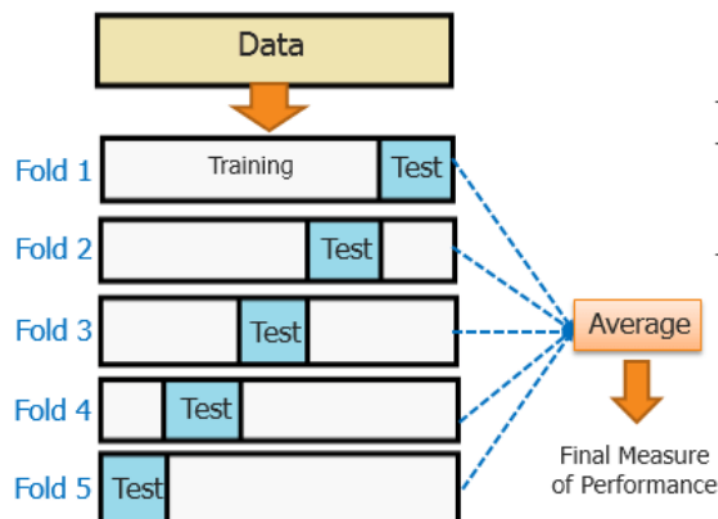 Data
Fold 1
Training
Test
Fold 2
Test
Fold 3
Test
Average
Fold 4
Test
Final Measure
of Performance
Fold 5
Test